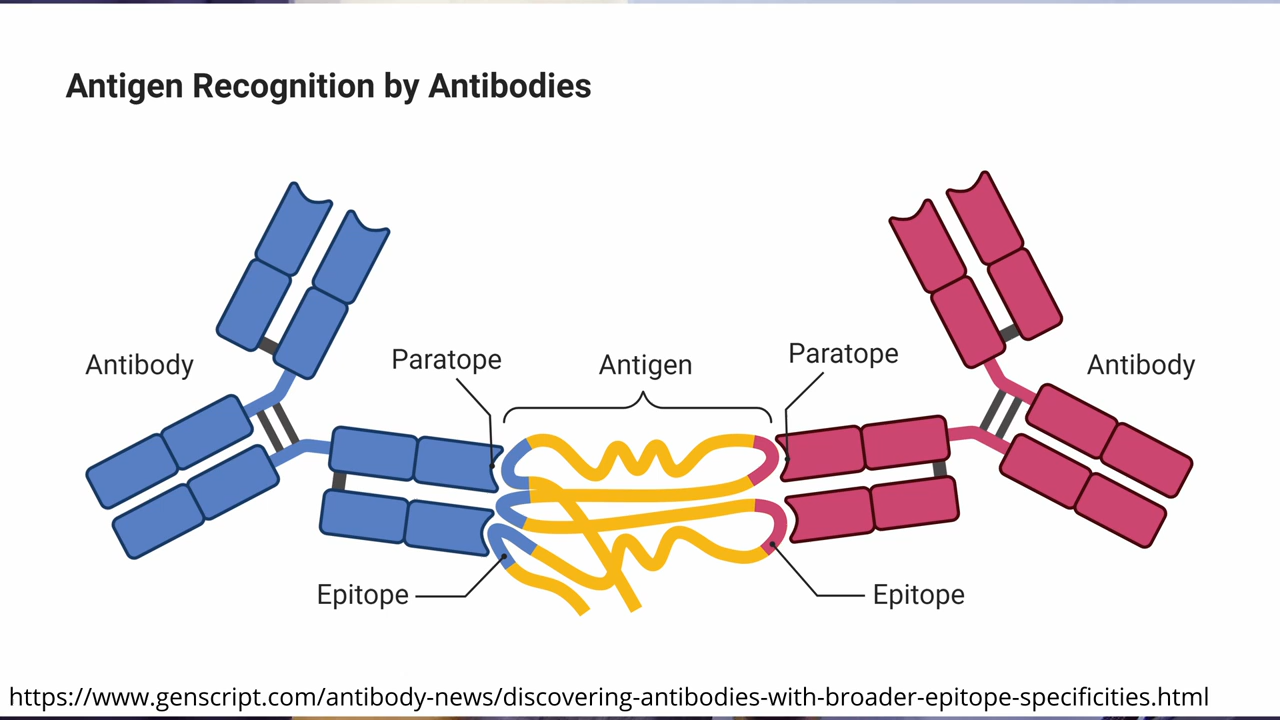 Antigen Recognition by Antibodies
Antibody
Paratope
Antigen
Paratope
Antibody
Epitope
Epitope
https://www.genscript.com/antibody-news/discovering-antibodies-with-broader-epitope-specificities.html